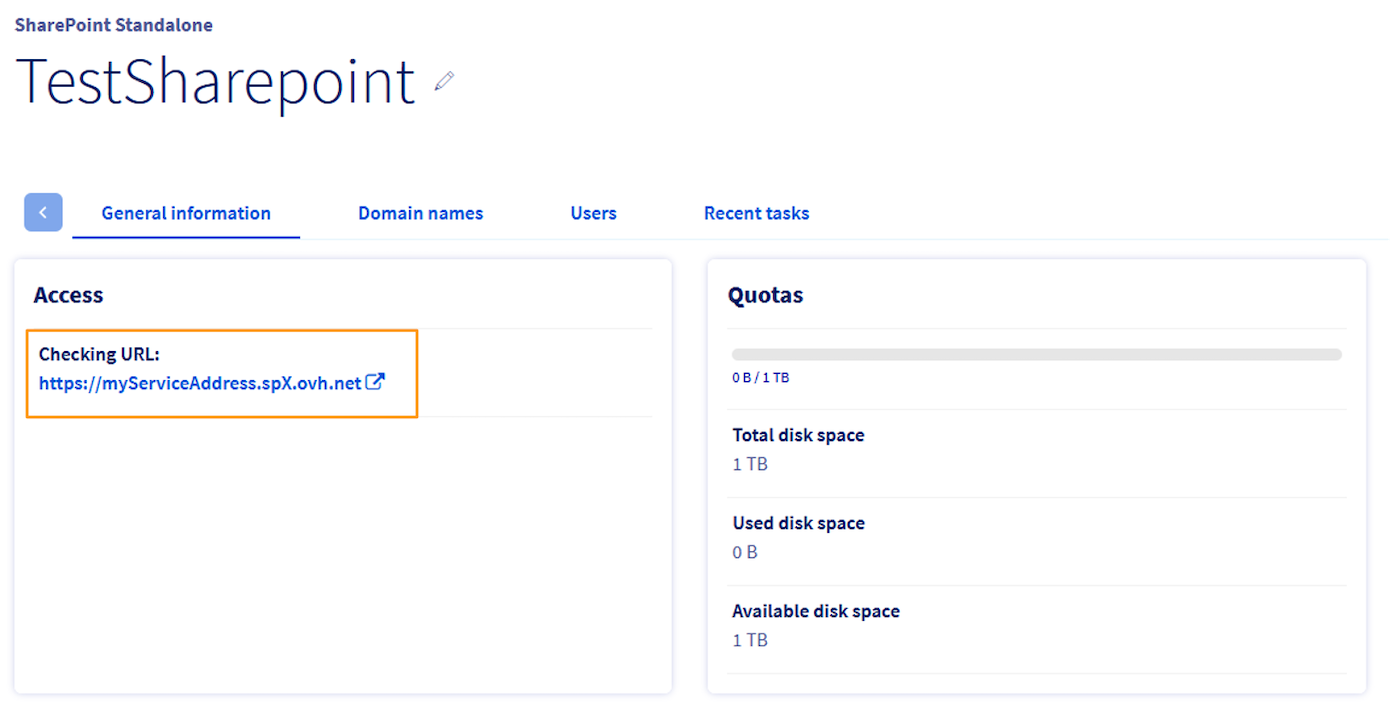 SharePoint Standalone
TestSharepoint
General information
Domain names
Users
Recent tasks
Access
Checking URL:
https://myServiceAddress.spX.ovh.net
Quotas
0 B / 1 TB
Total disk space
1 TB
Used disk space
0 B
Available disk space
1 TB